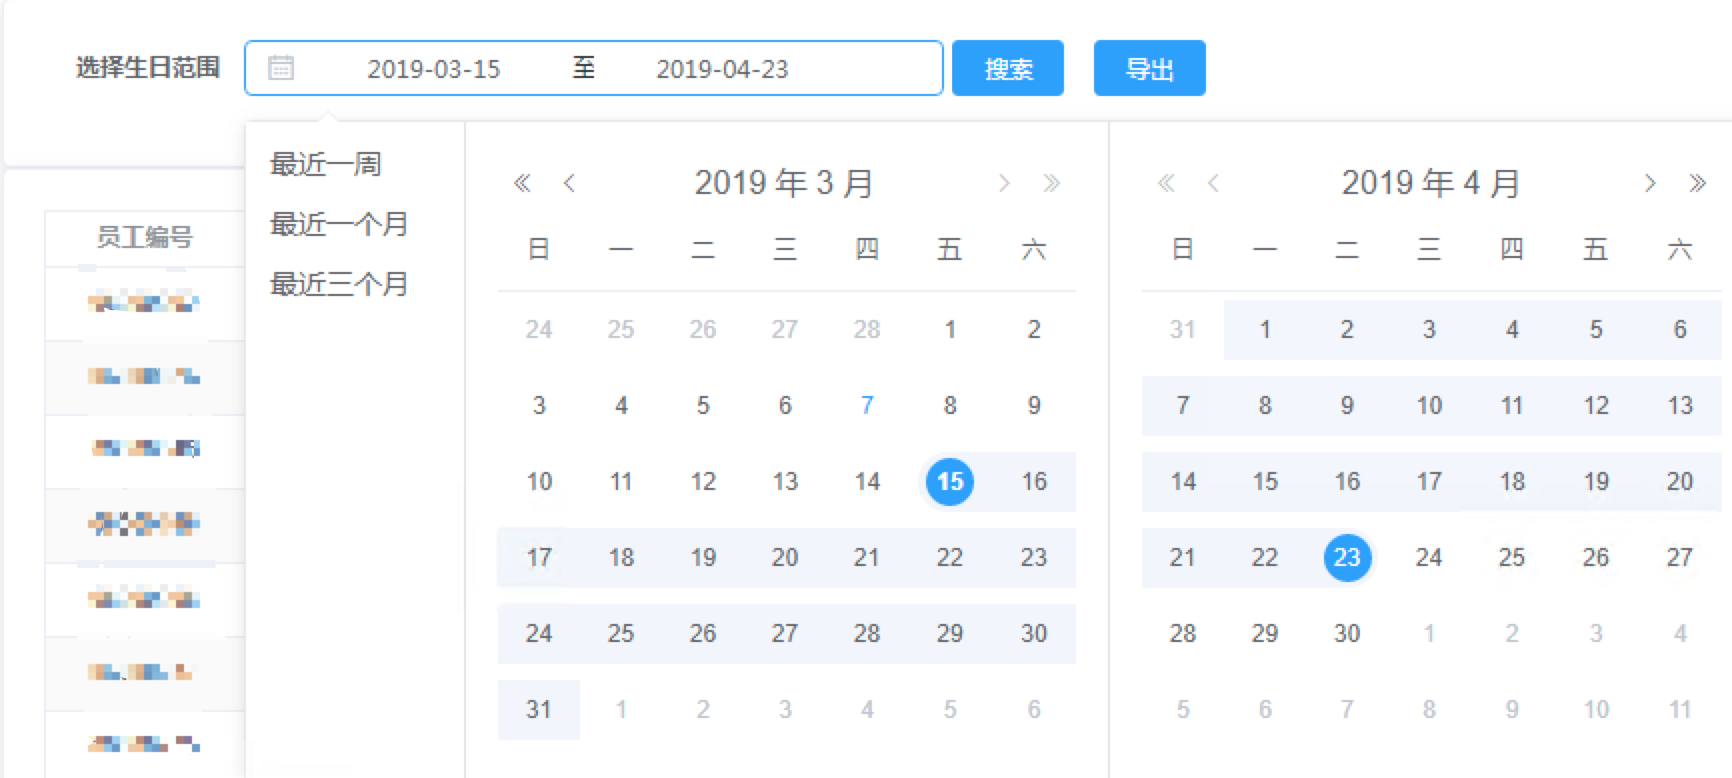 选择生日范围 2019-03-15 至 2019-04-23 搜索 导出
最近一周
最近一个月
最近三个月
员工编号
2019 年 3 月
日 一 二 三 四 五 六
24 25 26 27 28 1 2
3 4 5 6 7 8 9
10 11 12 13 14 15 16
17 18 19 20 21 22 23
24 25 26 27 28 29 30
31 1 2 3 4 5 6
2019 年 4 月
日 一 二 三 四 五 六
31 1 2 3 4 5 6
7 8 9 10 11 12 13
14 15 16 17 18 19 20
21 22 23 24 25 26 27
28 29 30 1 2 3 4
5 6 7 8 9 10 11